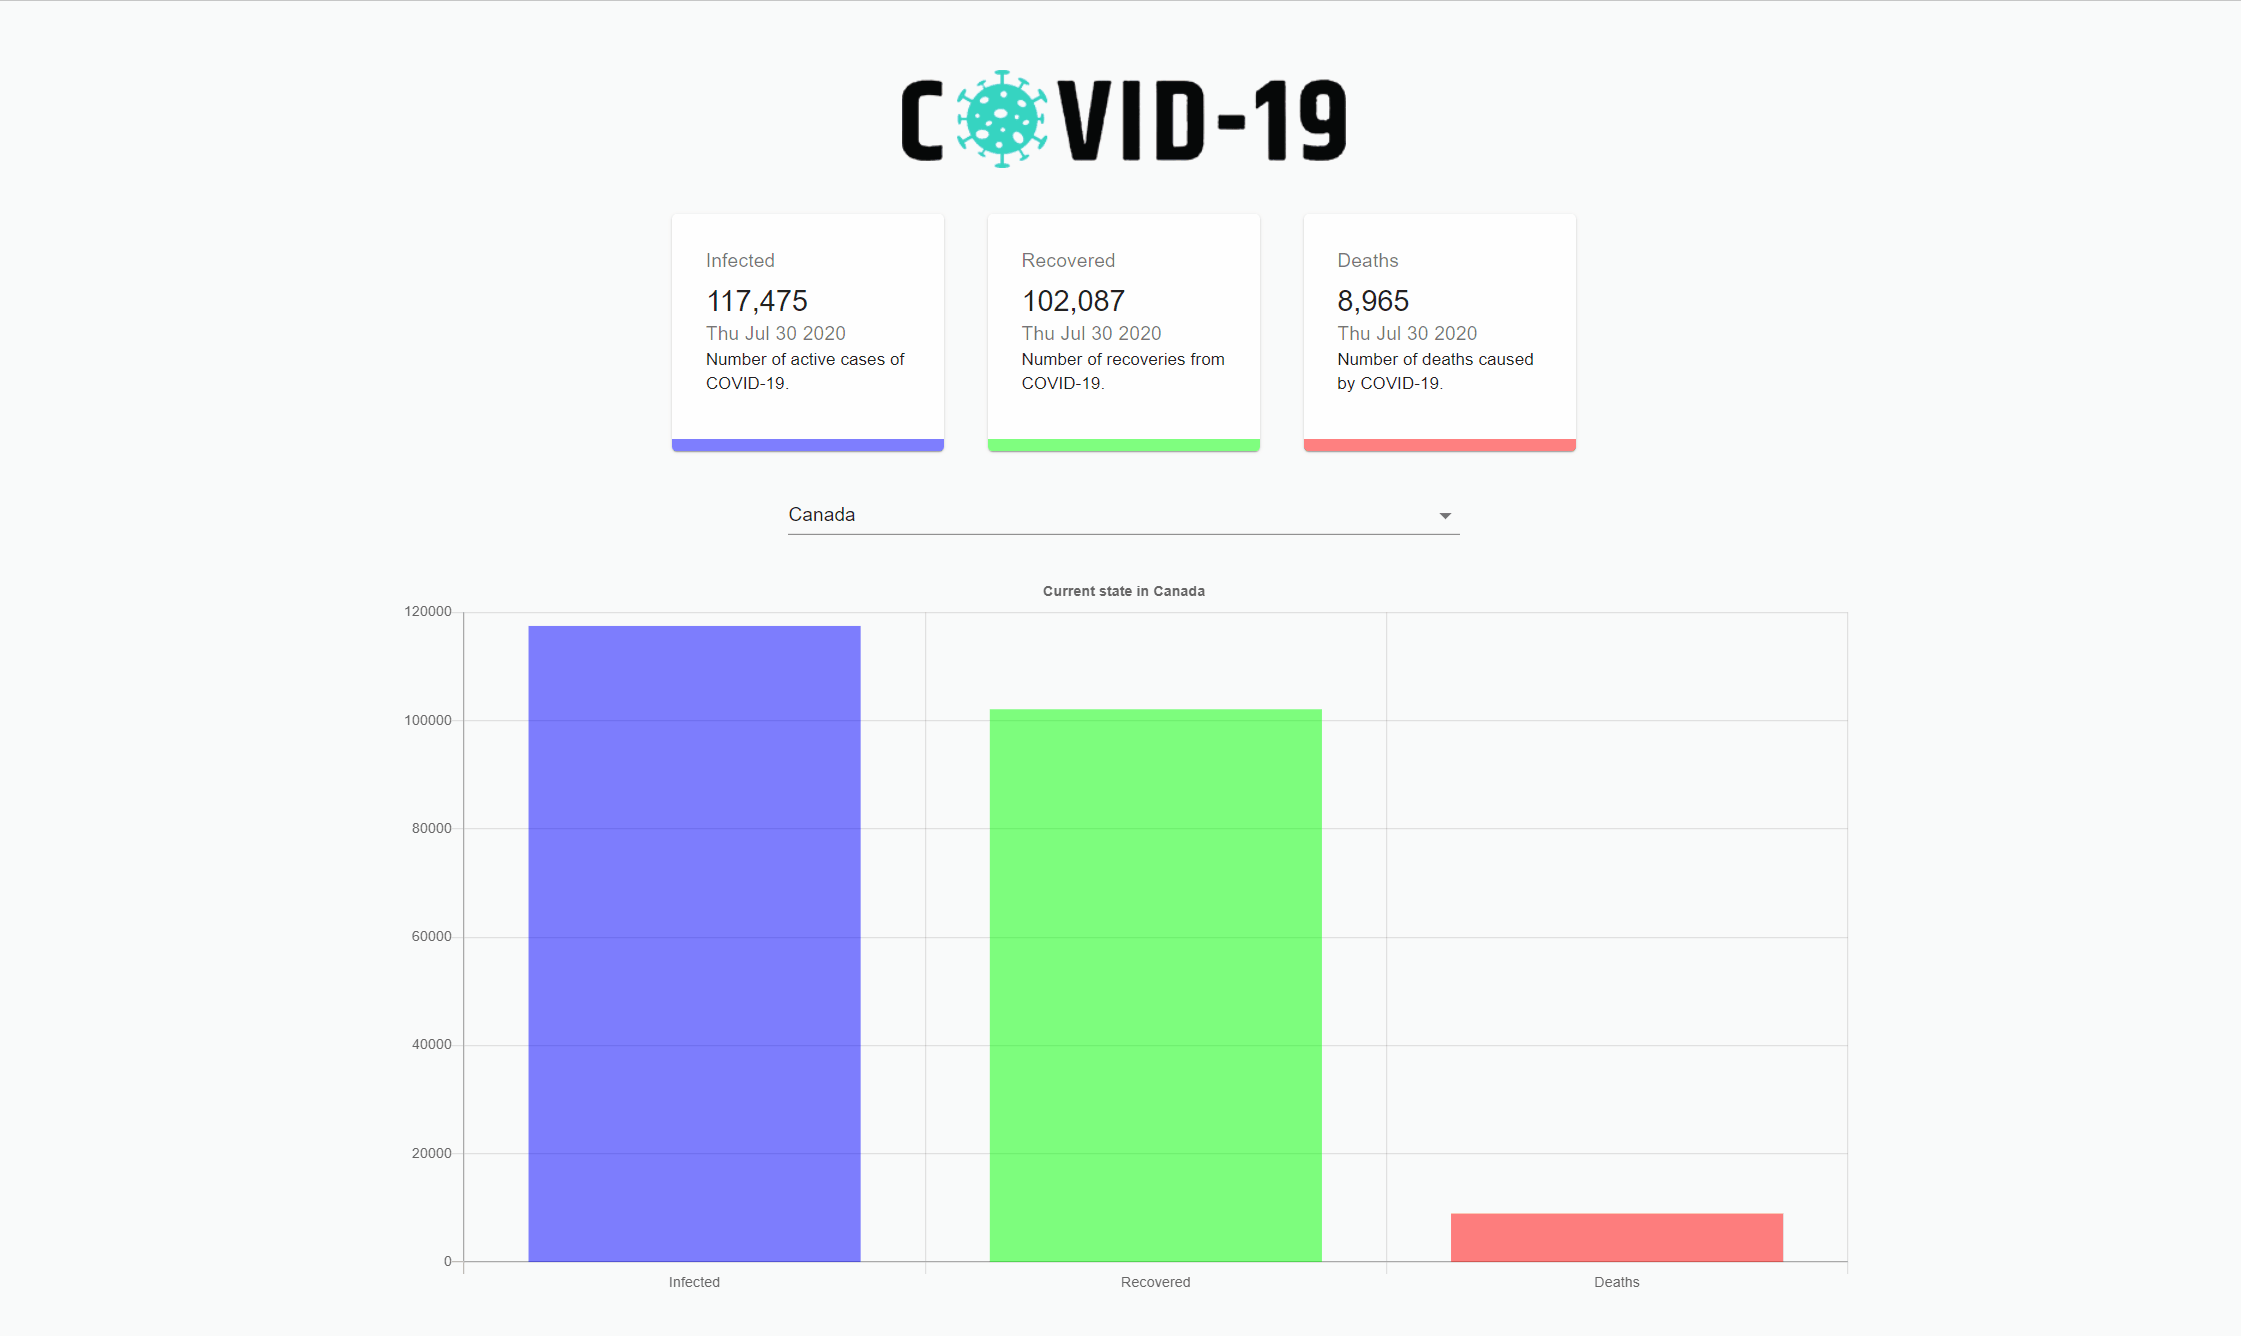 COVID-19
Infected
117,475
Thu Jul 30 2020
Number of active cases of
COVID-19.
Recovered
102,087
Thu Jul 30 2020
Number of recoveries from
COVID-19.
Deaths
8,965
Thu Jul 30 2020
Number of deaths caused
by COVID-19.
Canada
Current state in Canada
120000
100000
80000
60000
40000
20000
0
Infected
Recovered
Deaths